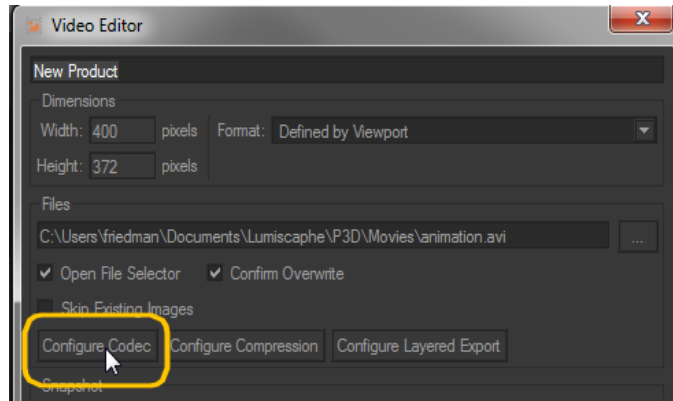 Video Editor
New Product
Dimensions
Width: 400 pixels Format: Defined by Viewport
Height: 372 pixels
Files
C:\Users\friedman\Documents\Lumiscaphe\P3D\Movies\animation.avi ...
Open File Selector Confirm Overwrite
Skip Existing Images
Configure Codec Configure Compression Configure Layered Export
Snapshot